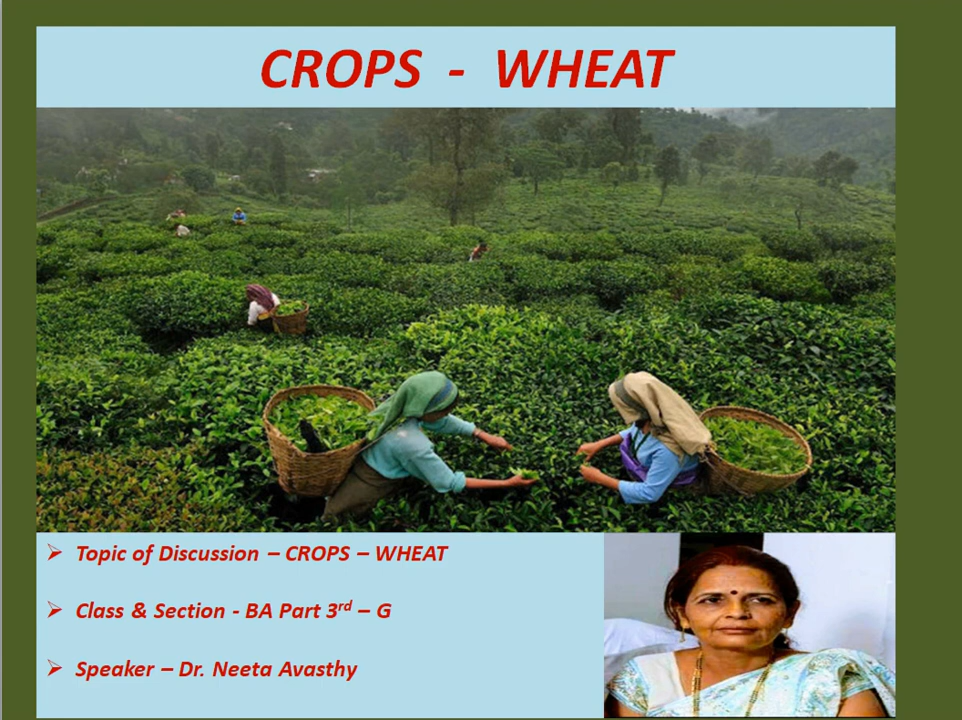 CROPS - WHEAT
➢ Topic of Discussion – CROPS – WHEAT
➢ Class & Section - BA Part 3rd – G
➢ Speaker – Dr. Neeta Avasthy